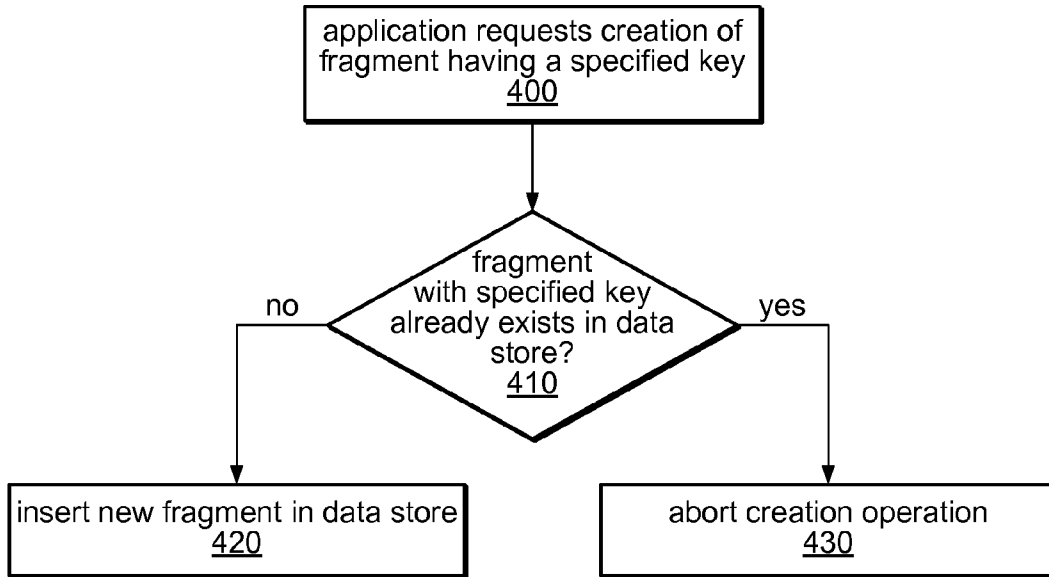 application requests creation of
fragment having a specified key
400
fragment
with specified key
already exists in data
store?
410
no
yes
insert new fragment in data store
420
abort creation operation
430